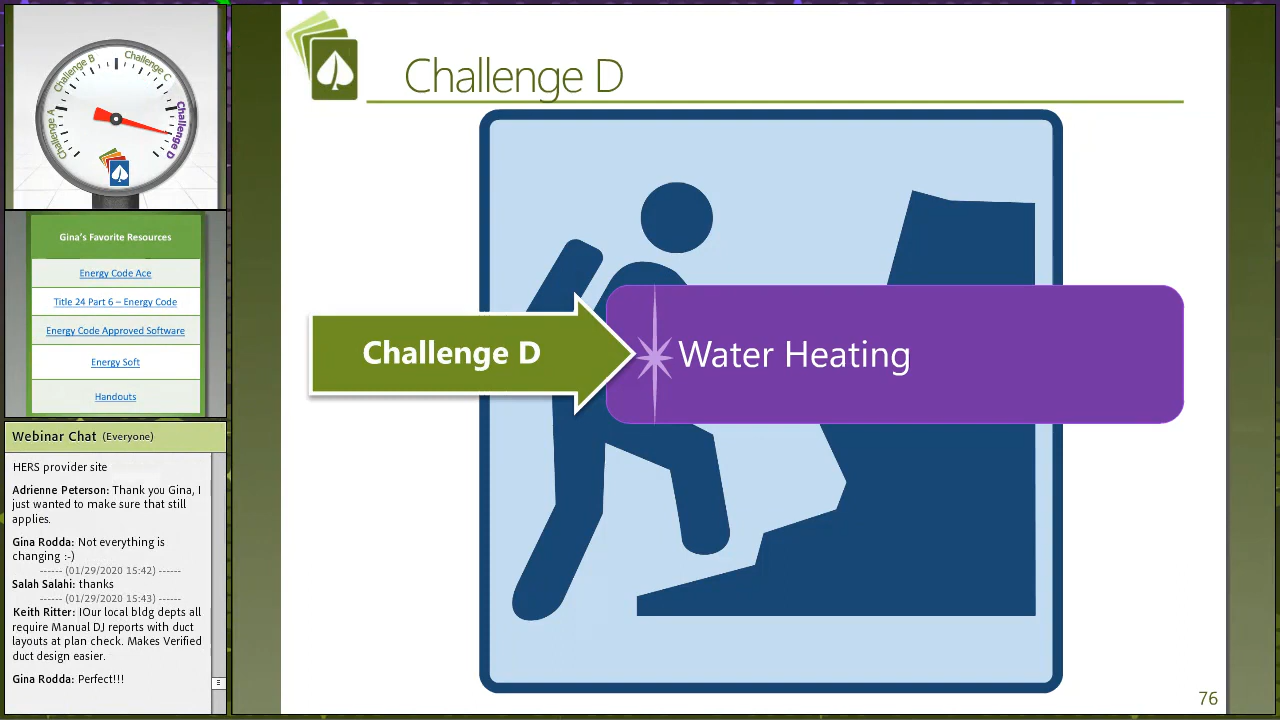 Challenge A
Challenge B
Challenge C
Challenge D
Gina's Favorite Resources
Energy Code Ace
Title 24 Part 6 – Energy Code
Energy Code Approved Software
Energy Soft
Handouts
Webinar Chat (Everyone)
HERS provider site
Adrienne Peterson: Thank you Gina, I
just wanted to make sure that still
applies.
Gina Rodda: Not everything is
changing :-)
------ (01/29/2020 15:42) ------
Salah Salahi: thanks
------ (01/29/2020 15:43) ------
Keith Ritter: IOur local bldg depts all
require Manual DJ reports with duct
layouts at plan check. Makes Verified
duct design easier.
Gina Rodda: Perfect!!!
Challenge D
Challenge D
Water Heating
76